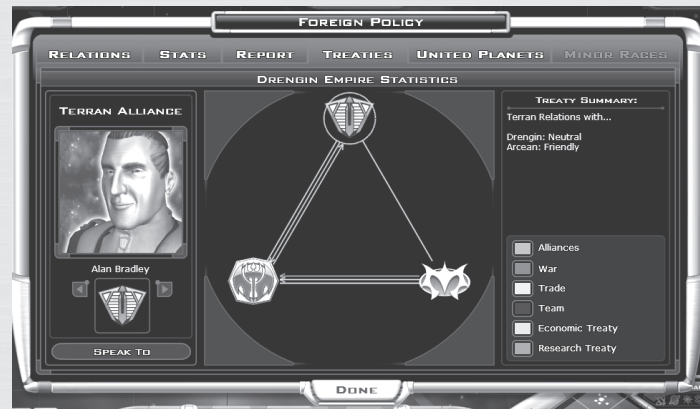 FOREIGN POLICY
RELATIONS STATS REPORT TREATIES UNITED PLANETS MINOR RACES
DRENGIN EMPIRE STATISTICS
TERRAN ALLIANCE
Alan Bradley
SPEAK TO
TREATY SUMMARY:
Terran Relations with...
Drengin: Neutral
Arcean: Friendly
Alliances
War
Trade
Team
Economic Treaty
Research Treaty
DONE